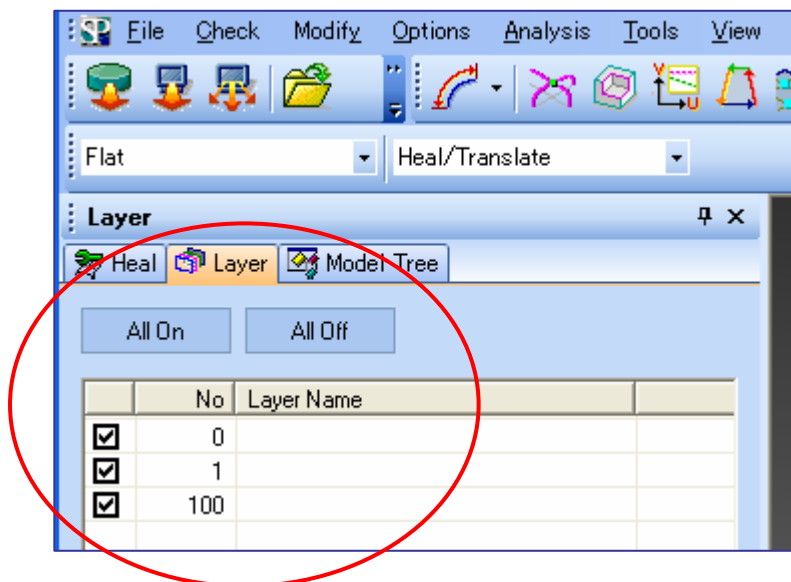 SP File Check Modify Options Analysis Tools View
V
U
Flat Heal/Translate
Layer
Heal Layer Model Tree
All On All Off
No Layer Name
0
1
100